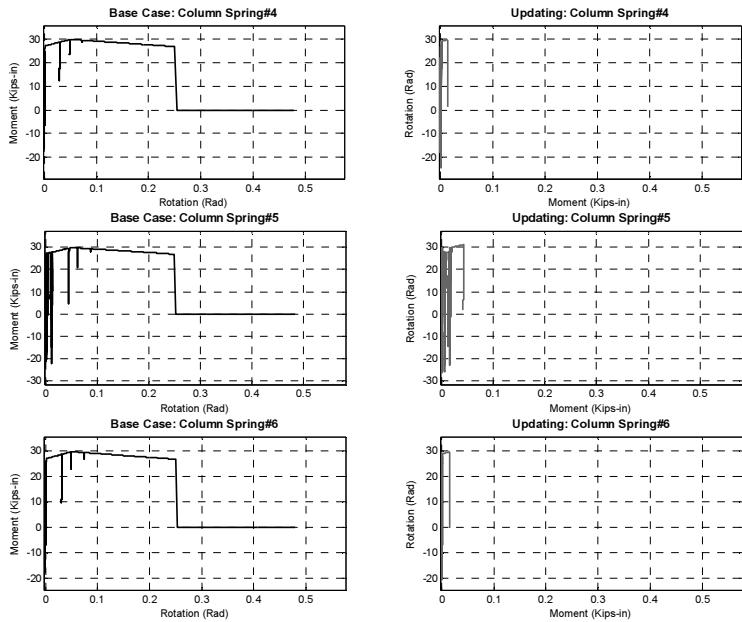 Base Case: Column Spring#4
30
20
10
0
-10
-20
Moment (Kips-in)
0 0.1 0.2 0.3 0.4 0.5
Rotation (Rad)
Updating: Column Spring#4
30
20
10
0
-10
-20
Rotation (Rad)
0 0.1 0.2 0.3 0.4 0.5
Moment (Kips-in)
Base Case: Column Spring#5
30
20
10
0
-10
-20
-30
Moment (Kips-in)
0 0.1 0.2 0.3 0.4 0.5
Rotation (Rad)
Updating: Column Spring#5
30
20
10
0
-10
-20
-30
Rotation (Rad)
0 0.1 0.2 0.3 0.4 0.5
Moment (Kips-in)
Base Case: Column Spring#6
30
20
10
0
-10
-20
Moment (Kips-in)
0 0.1 0.2 0.3 0.4 0.5
Rotation (Rad)
Updating: Column Spring#6
30
20
10
0
-10
-20
Rotation (Rad)
0 0.1 0.2 0.3 0.4 0.5
Moment (Kips-in)